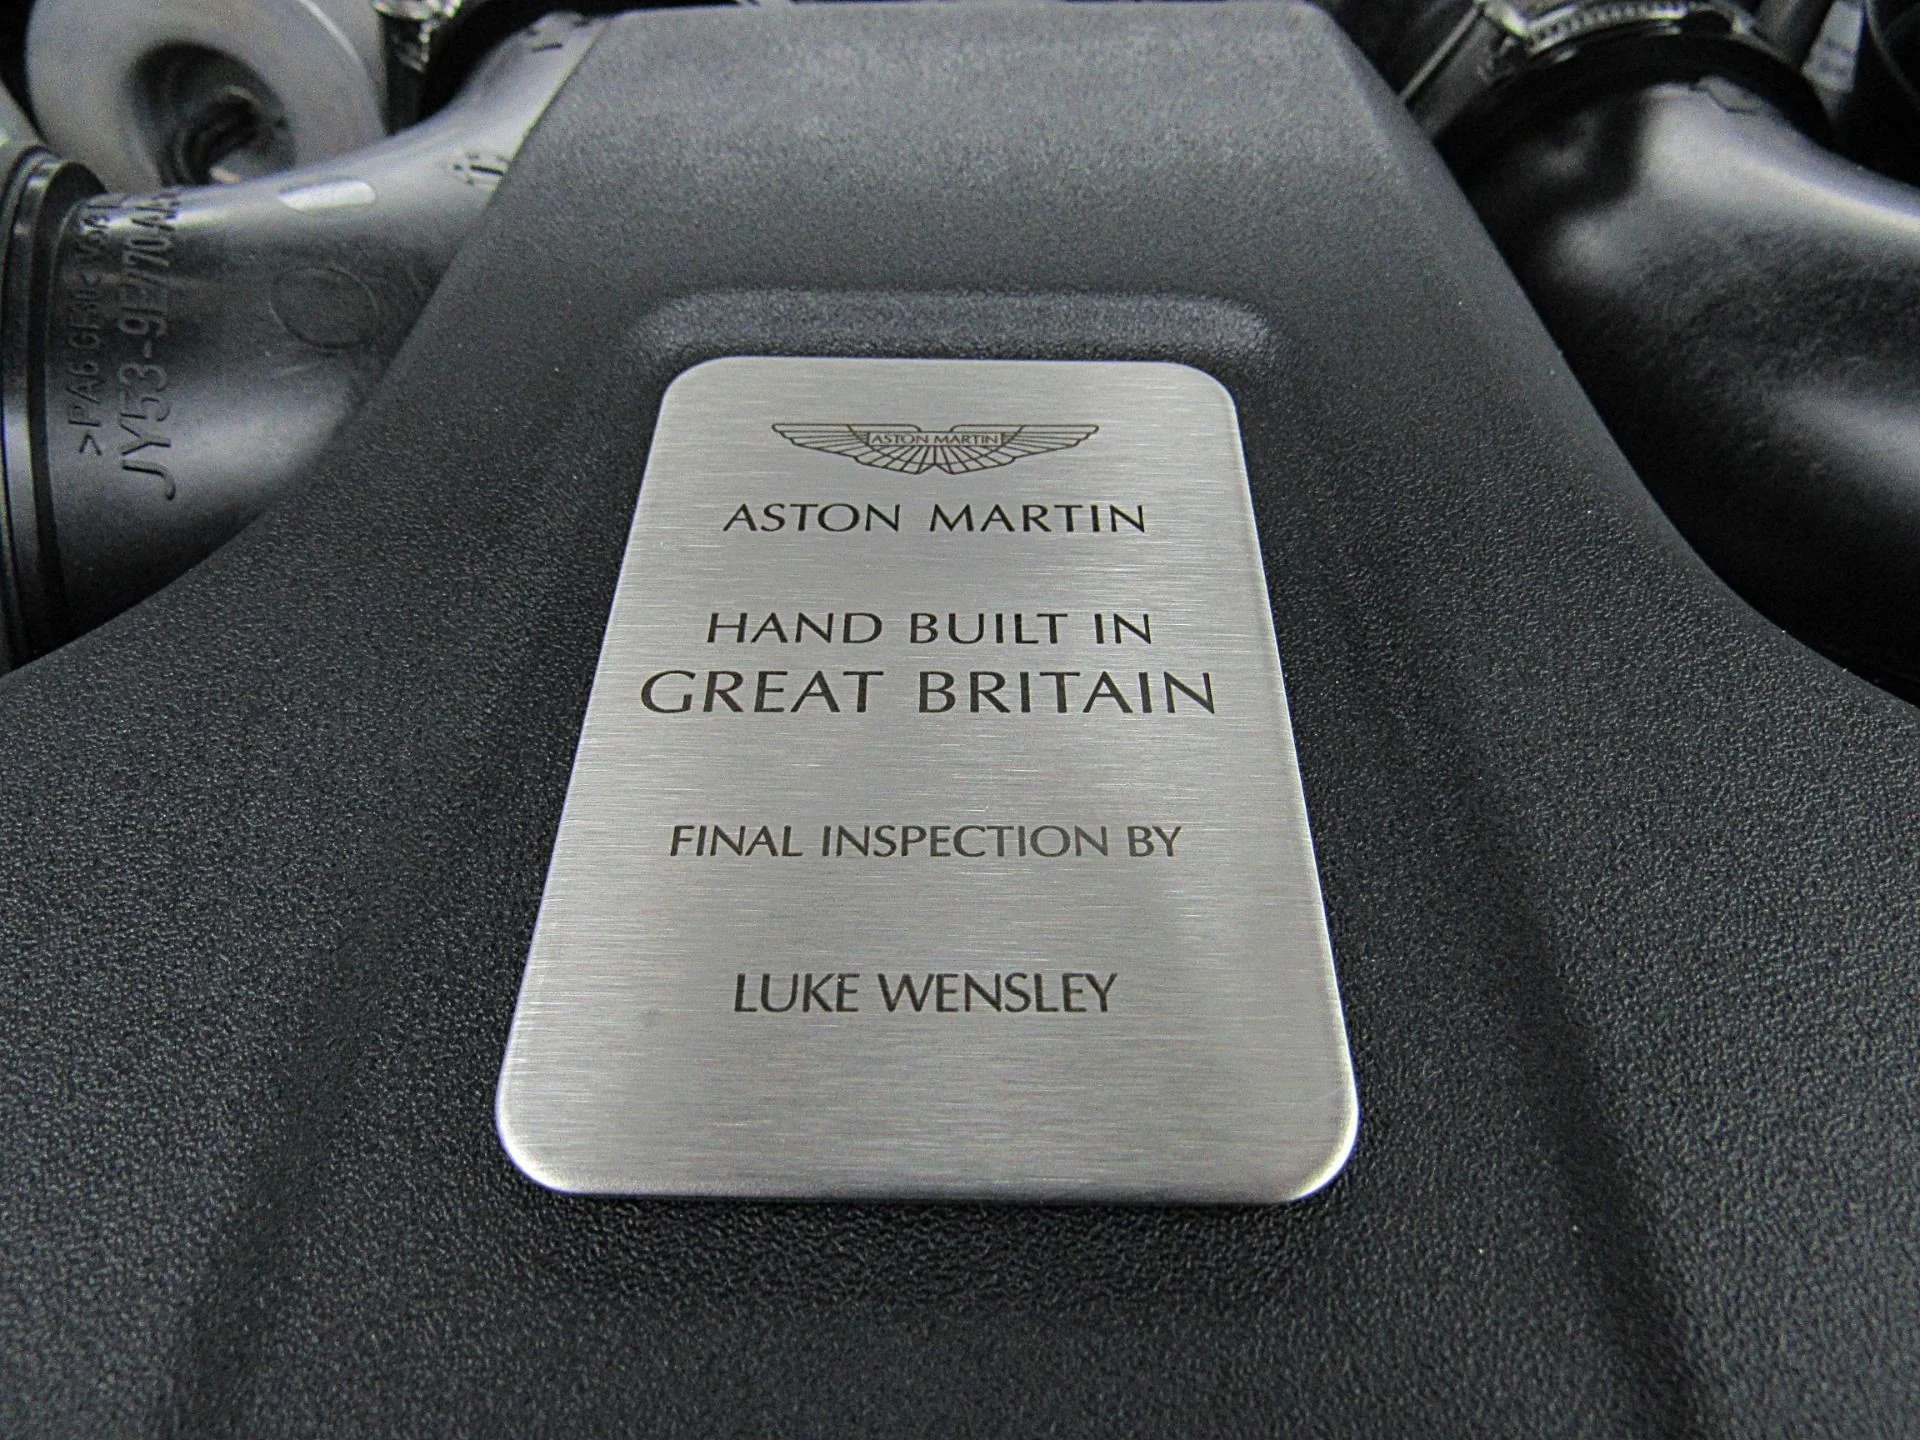 ASTON MARTIN
ASTON MARTIN
HAND BUILT IN
GREAT BRITAIN
FINAL INSPECTION BY
LUKE WENSLEY